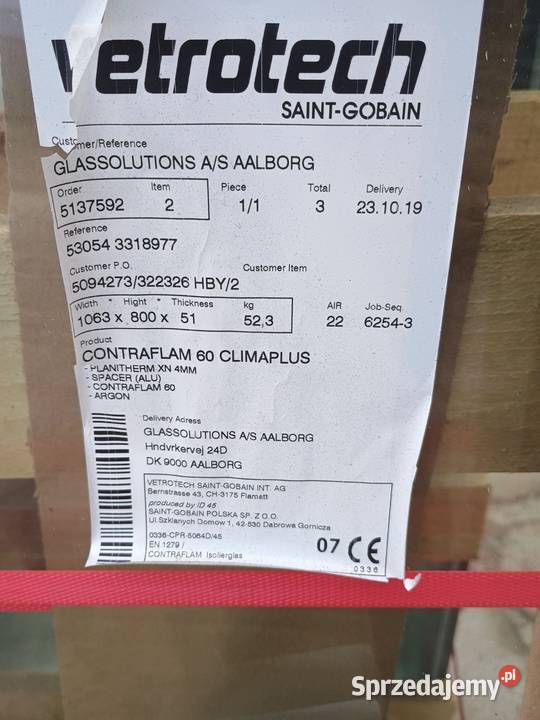 vetrotech
SAINT-GOBAIN
Customer/Reference
GLASSOLUTIONS A/S AALBORG
Order Item Piece Total Delivery
5137592 2 1/1 3 23.10.19
Reference
53054 3318977
Customer P.O. Customer Item
5094273/322326 HBY/2
Width * Hight * Thickness kg AIR Job-Seq.
1063 x 800 x 51 52,3 22 6254-3
Product
CONTRAFLAM 60 CLIMAPLUS
- PLANITHERM XN 4MM
- SPACER (ALU)
- CONTRAFLAM 60
- ARGON
Delivery Adress
GLASSOLUTIONS A/S AALBORG
Hndvrkervej 24D
DK 9000 AALBORG
VETROTECH SAINT-GOBAIN INT. AG
Bernstrasse 43, CH-3175 Flamatt
produced by ID 45
SAINT-GOBAIN POLSKA SP. Z O.O.
Ul.Szklanych Domow 1, 42-530 Dabrowa Gornicza
0336-CPR-5064D/45
EN 1279 /
CONTRAFLAM Isolierglas
07 CE
0336
Sprzedajemy.pl